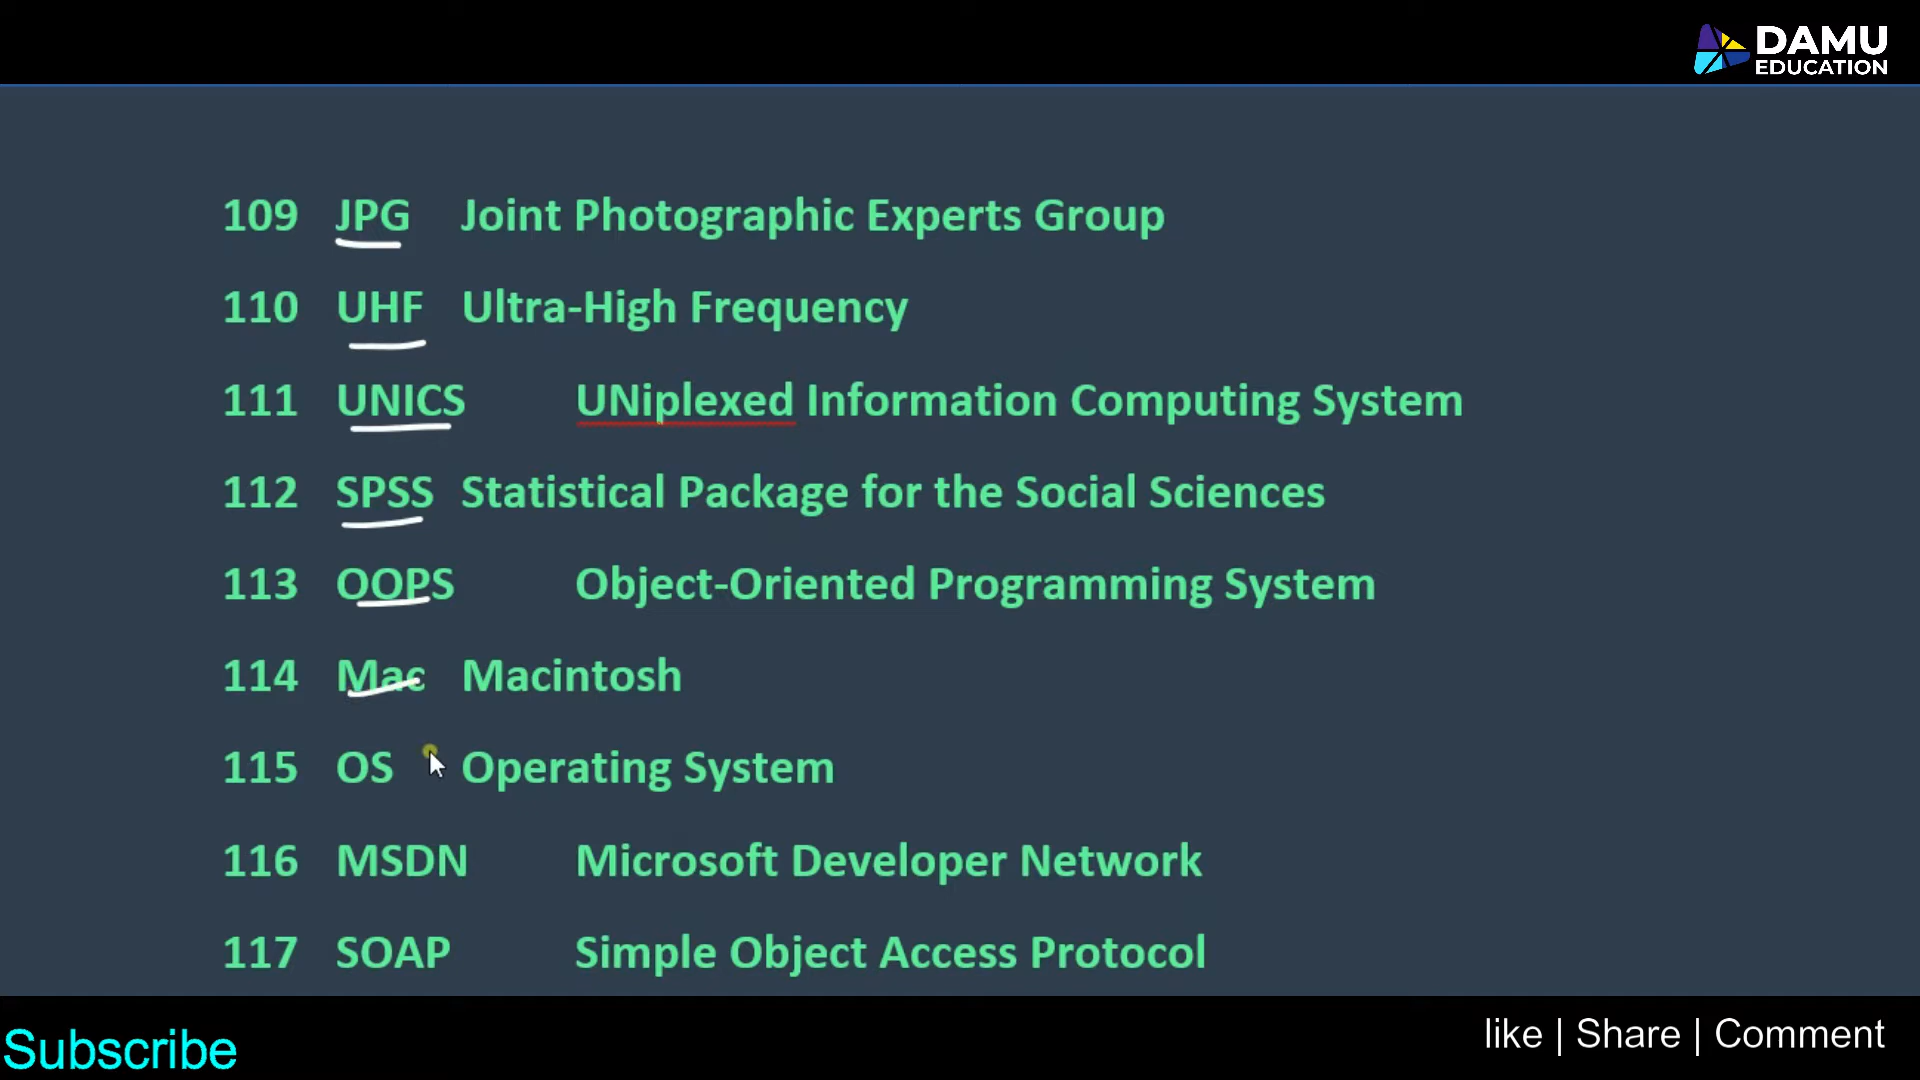 DAMU
EDUCATION
109 JPG Joint Photographic Experts Group
110 UHF Ultra-High Frequency
111 UNICS UNiplexed Information Computing System
112 SPSS Statistical Package for the Social Sciences
113 OOPS Object-Oriented Programming System
114 Mac Macintosh
115 OS Operating System
116 MSDN Microsoft Developer Network
117 SOAP Simple Object Access Protocol
Subscribe
like | Share | Comment